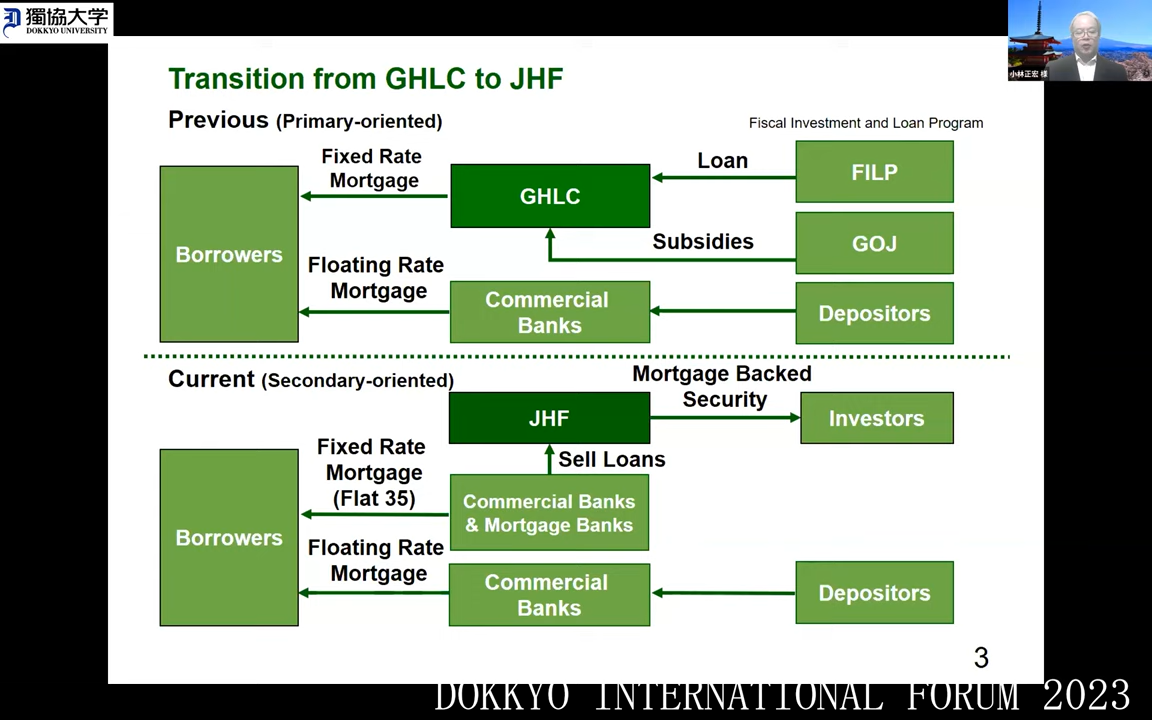 獨協大学
DOKKYO UNIVERSITY
小林正宏 様
Transition from GHLC to JHF
Previous (Primary-oriented)
Fiscal Investment and Loan Program
Fixed Rate
Mortgage
Loan
FILP
GHLC
Borrowers
Subsidies
GOJ
Floating Rate
Mortgage
Commercial
Banks
Depositors
Current (Secondary-oriented)
Mortgage Backed
Security
JHF
Investors
Fixed Rate
Mortgage
(Flat 35)
Sell Loans
Commercial Banks
& Mortgage Banks
Borrowers
Floating Rate
Mortgage
Commercial
Banks
Depositors
3
DOKKYO INTERNATIONAL FORUM 2023